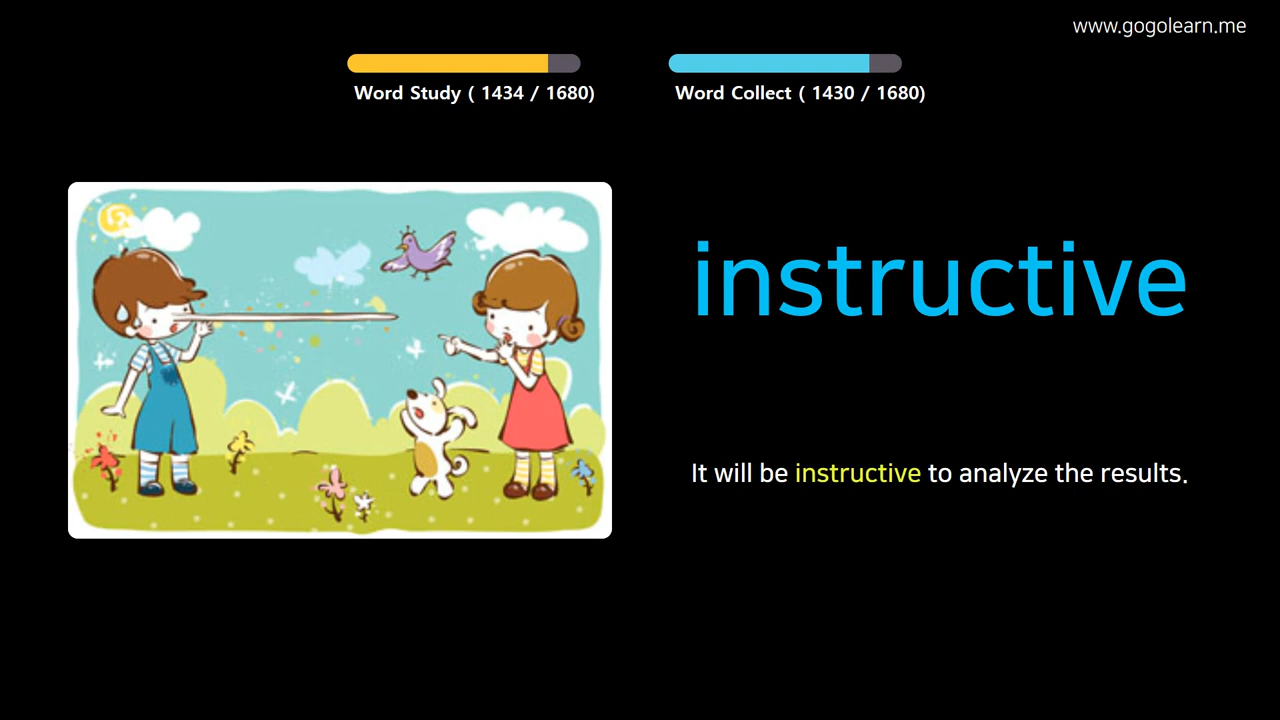 www.gogolearn.me
Word Study ( 1434 / 1680)
Word Collect ( 1430 / 1680)
instructive
It will be instructive to analyze the results.